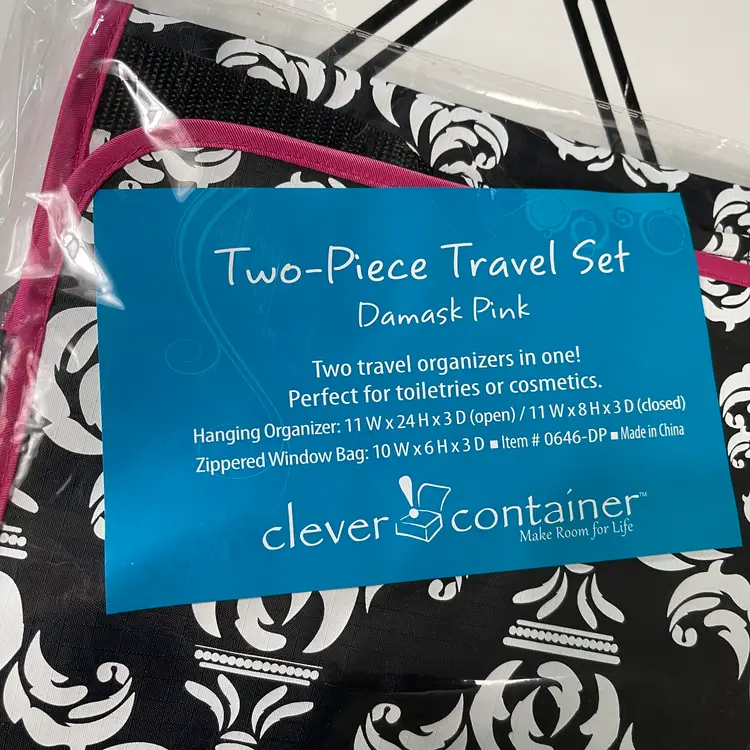 Two-Piece Travel Set
Damask Pink
Two travel organizers in one!
Perfect for toiletries or cosmetics.
Hanging Organizer: 11 W x 24 H x 3 D (open) / 11 W x 8 H x 3 D (closed)
Zippered Window Bag: 10 W x 6 H x 3 D ■ Item # 0646-DP ■ Made in China
clever container™
Make Room for Life